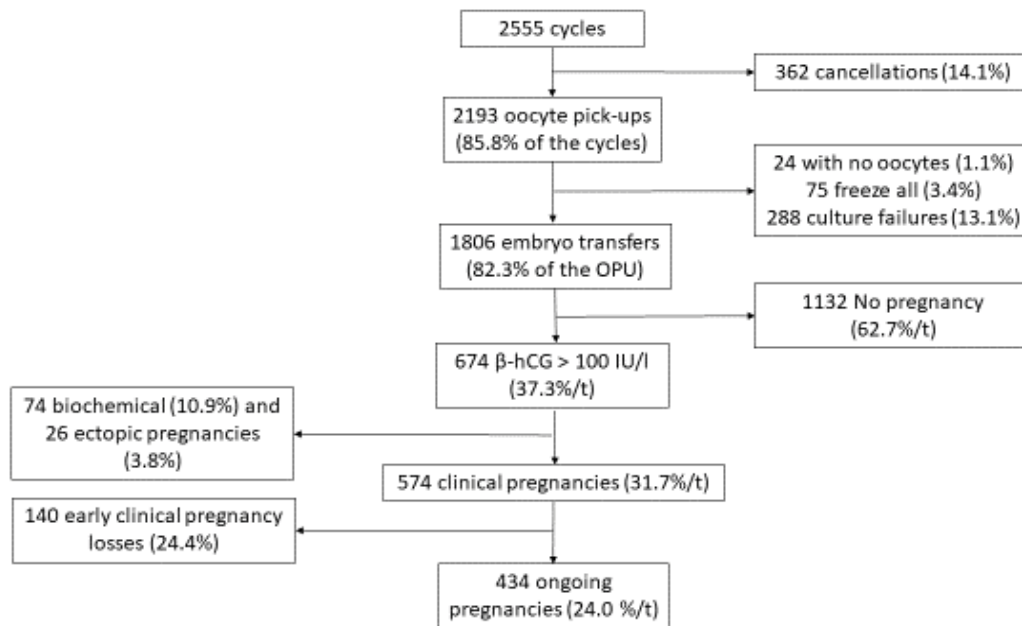 2555 cycles
362 cancellations (14.1%)
2193 oocyte pick-ups
(85.8% of the cycles)
24 with no oocytes (1.1%)
75 freeze all (3.4%)
288 culture failures (13.1%)
1806 embryo transfers
(82.3% of the OPU)
1132 No pregnancy
(62.7%/t)
674 β-hCG > 100 IU/l
(37.3%/t)
74 biochemical (10.9%) and
26 ectopic pregnancies
(3.8%)
574 clinical pregnancies (31.7%/t)
140 early clinical pregnancy
losses (24.4%)
434 ongoing
pregnancies (24.0 %/t)